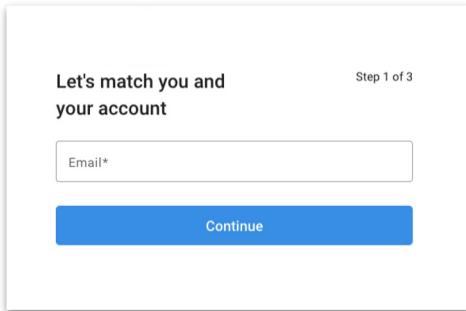 Let's match you and
your account
Step 1 of 3
Email*
Continue